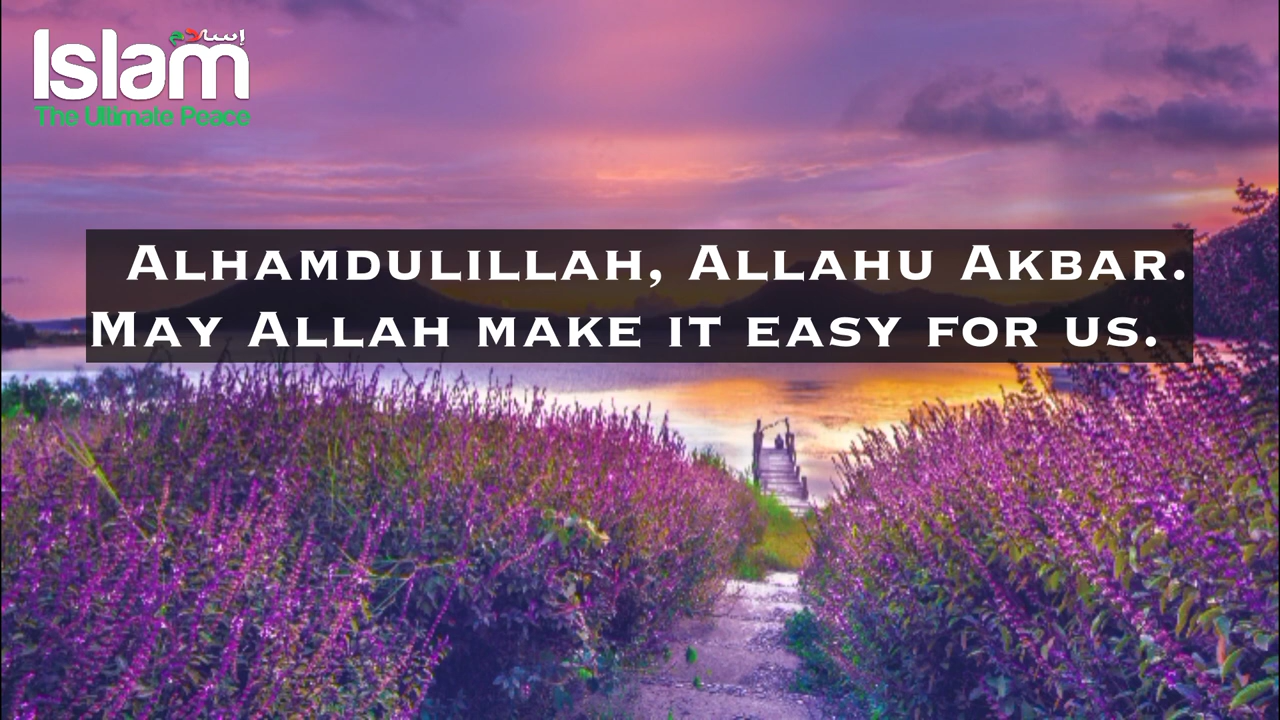 إسلام
Islam
The Ultimate Peace
Alhamdulillah, Allahu Akbar.
May Allah make it easy for us.